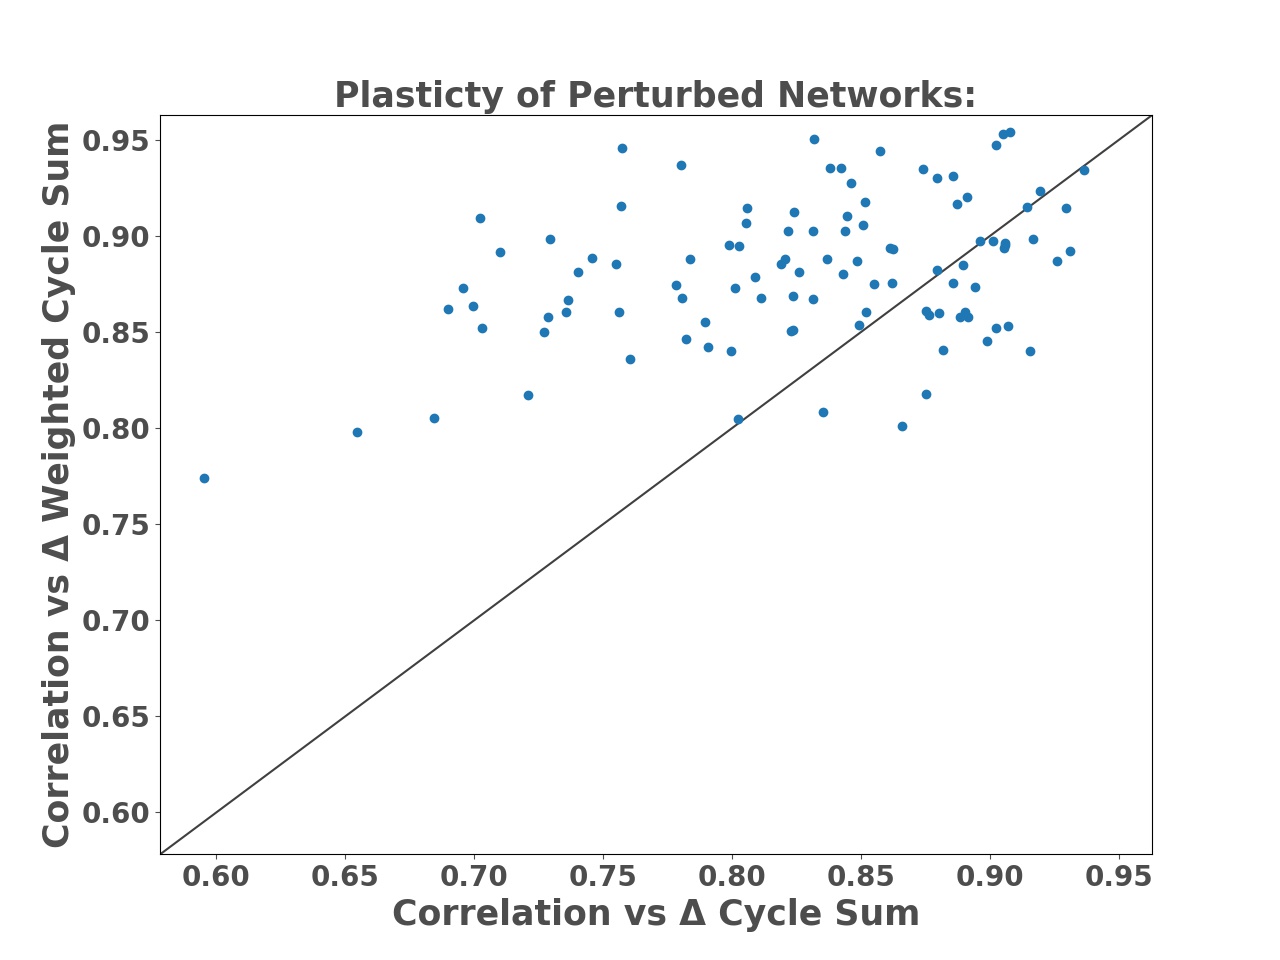 Plasticty of Perturbed Networks:
Correlation vs Δ Weighted Cycle Sum
0.95
0.90
0.85
0.80
0.75
0.70
0.65
0.60
0.60 0.65 0.70 0.75 0.80 0.85 0.90 0.95
Correlation vs Δ Cycle Sum